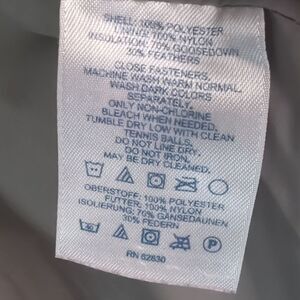 SHELL: 100% POLYESTER
LINING: 100% NYLON
INSULATION: 70% GOOSEDOWN
30% FEATHERS
CLOSE FASTENERS.
MACHINE WASH WARM NORMAL.
WASH DARK COLORS
SEPARATELY.
ONLY NON-CHLORINE
BLEACH WHEN NEEDED.
TUMBLE DRY LOW WITH CLEAN
TENNIS BALLS.
DO NOT LINE DRY.
DO NOT IRON.
MAY BE DRY CLEANED.
OBERSTOFF: 100% POLYESTER
FUTTER: 100% NYLON
ISOLIERUNG: 70% GÄNSEDAUNEN
30% FEDERN
P
RN 62830